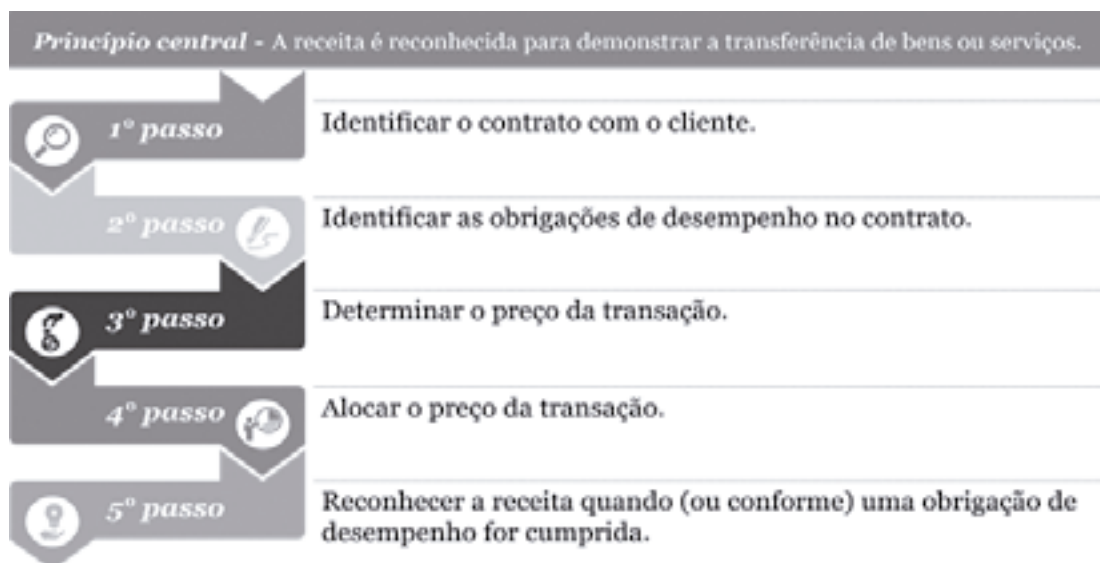 Princípio central - A receita é reconhecida para demonstrar a transferência de bens ou serviços.
1º passo
Identificar o contrato com o cliente.
2º passo
Identificar as obrigações de desempenho no contrato.
3º passo
Determinar o preço da transação.
4º passo
Alocar o preço da transação.
5º passo
Reconhecer a receita quando (ou conforme) uma obrigação de
desempenho for cumprida.